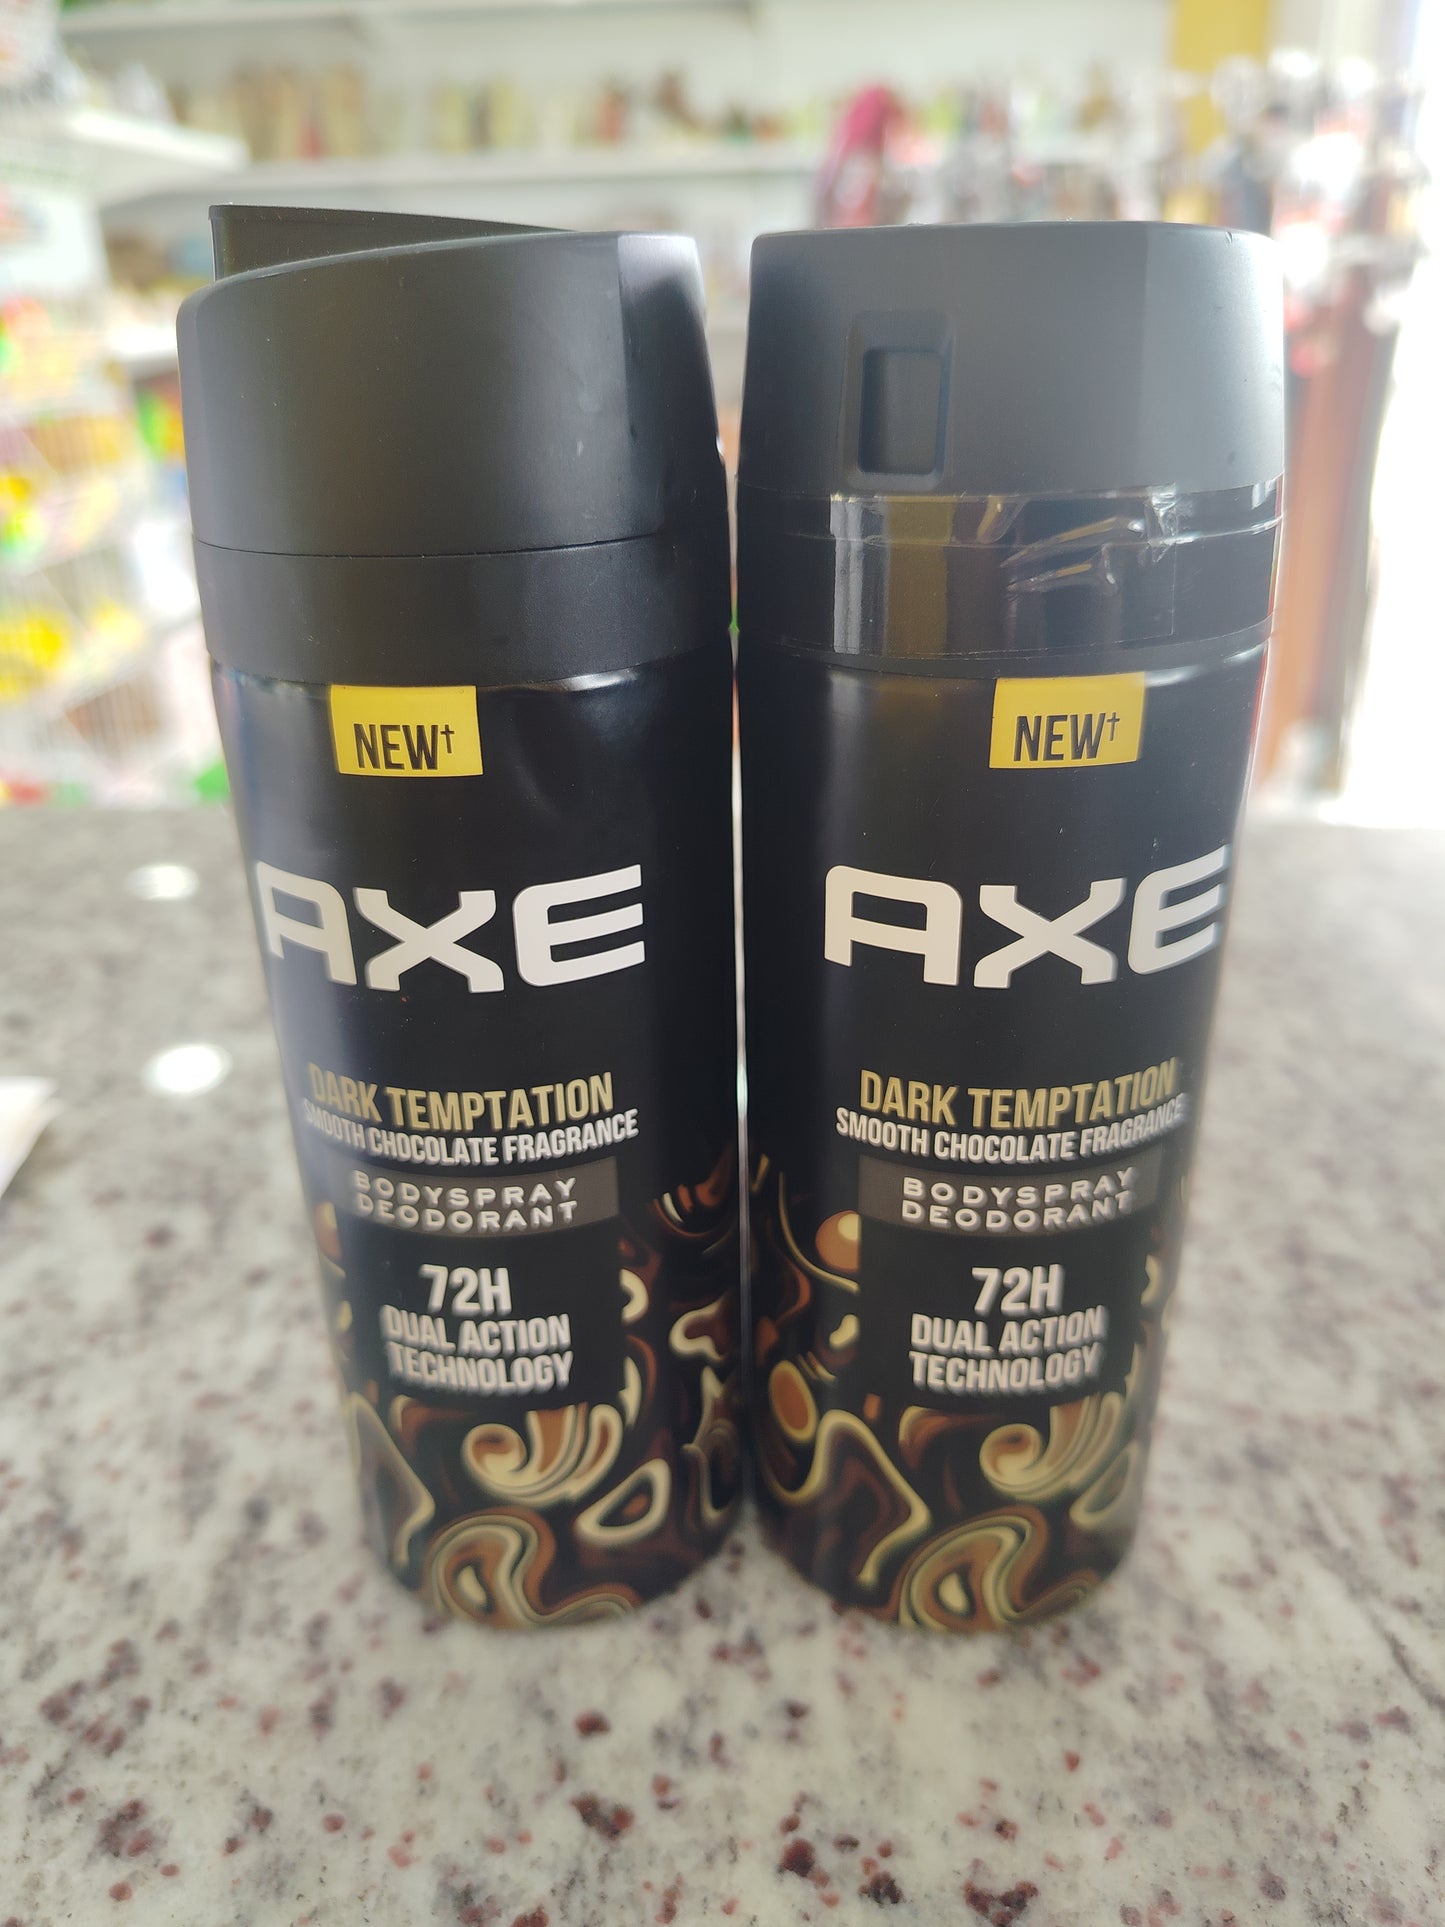 NEW†
AXE
DARK TEMPTATION
SMOOTH CHOCOLATE FRAGRANCE
BODYSPRAY
DEODORANT
72H
DUAL ACTION
TECHNOLOGY
NEW†
AXE
DARK TEMPTATION
SMOOTH CHOCOLATE FRAGRANCE
BODYSPRAY
DEODORANT
72H
DUAL ACTION
TECHNOLOGY